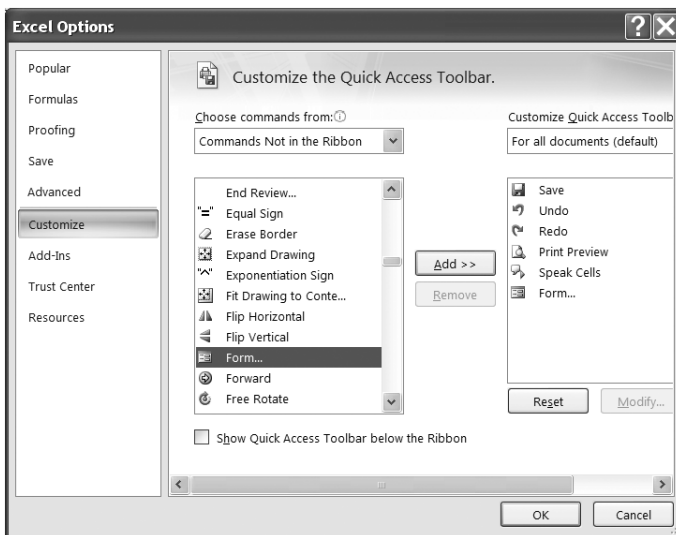 Excel Options
Popular
Formulas
Proofing
Save
Advanced
Customize
Add-Ins
Trust Center
Resources
Customize the Quick Access Toolbar.
Choose commands from:
Commands Not in the Ribbon
End Review...
"=" Equal Sign
Erase Border
Expand Drawing
"^" Exponentiation Sign
Fit Drawing to Conte...
Flip Horizontal
Flip Vertical
Form...
Forward
Free Rotate
Show Quick Access Toolbar below the Ribbon
Add >>
Remove
Customize Quick Access Toolb
For all documents (default)
Save
Undo
Redo
Print Preview
Speak Cells
Form...
Reset
Modify...
OK
Cancel